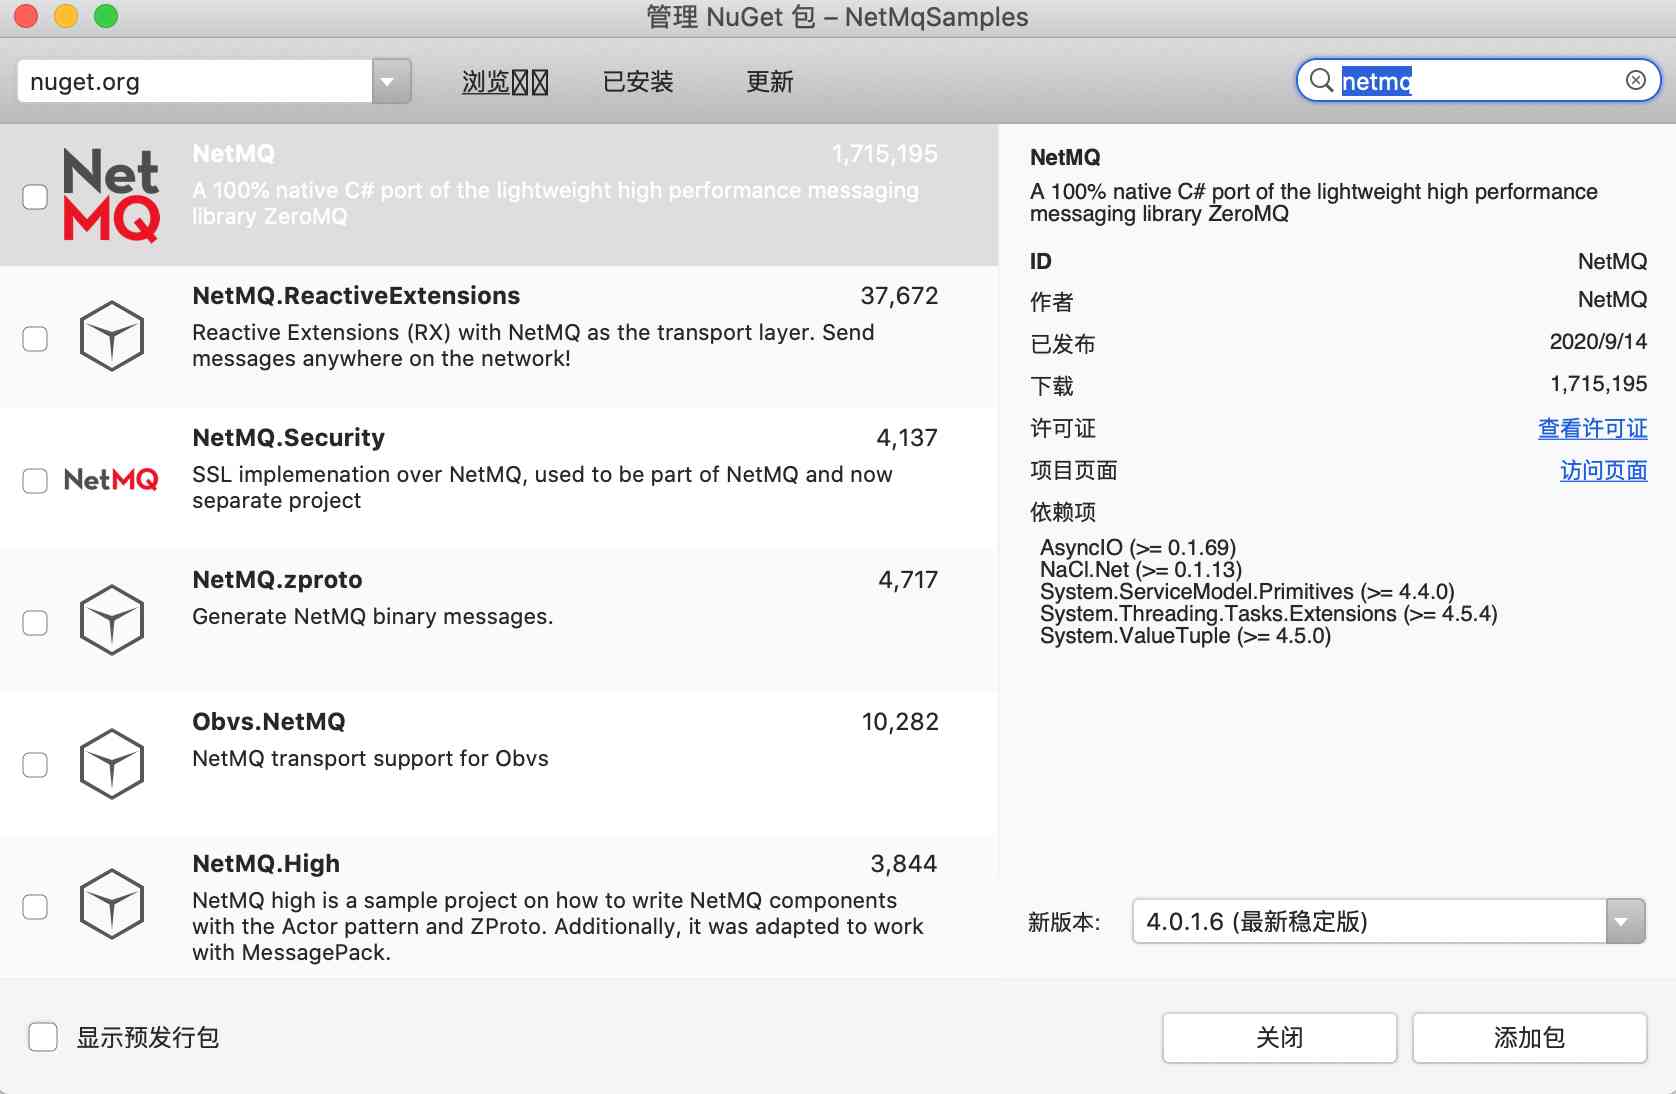 管理 NuGet 包 – NetMqSamples
nuget.org
浏览
已安装
更新
netmq
Net
MQ
NetMQ
1,715,195
A 100% native C# port of the lightweight high performance messaging
library ZeroMQ
NetMQ.ReactiveExtensions
37,672
Reactive Extensions (RX) with NetMQ as the transport layer. Send
messages anywhere on the network!
NetMQ
NetMQ.Security
4,137
SSL implemenation over NetMQ, used to be part of NetMQ and now
separate project
NetMQ.zproto
4,717
Generate NetMQ binary messages.
Obvs.NetMQ
10,282
NetMQ transport support for Obvs
NetMQ.High
3,844
NetMQ high is a sample project on how to write NetMQ components
with the Actor pattern and ZProto. Additionally, it was adapted to work
with MessagePack.
NetMQ
A 100% native C# port of the lightweight high performance
messaging library ZeroMQ
ID NetMQ
作者 NetMQ
已发布 2020/9/14
下载 1,715,195
许可证 查看许可证
项目页面 访问页面
依赖项
AsyncIO (>= 0.1.69)
NaCl.Net (>= 0.1.13)
System.ServiceModel.Primitives (>= 4.4.0)
System.Threading.Tasks.Extensions (>= 4.5.4)
System.ValueTuple (>= 4.5.0)
新版本: 4.0.1.6 (最新稳定版)
显示预发行包
关闭
添加包